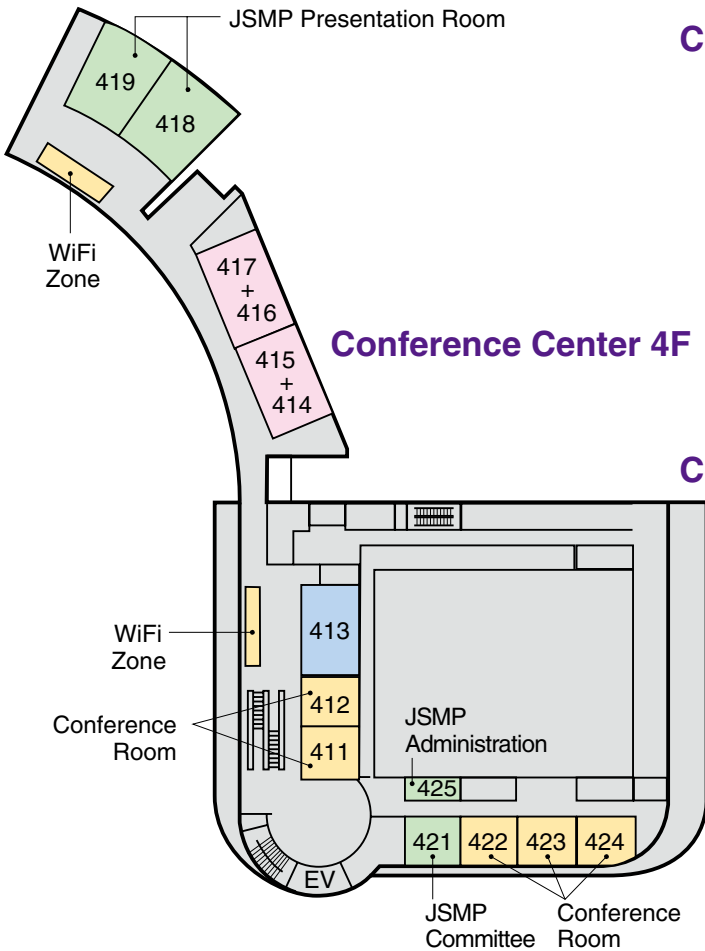 JSMP Presentation Room
C
419
418
WiFi
Zone
417
+
416
Conference Center 4F
415
+
414
C
413
WiFi
Zone
412
Conference
Room
411
JSMP
Administration
425
421
422
423
424
EV
JSMP
Committee
Conference
Room